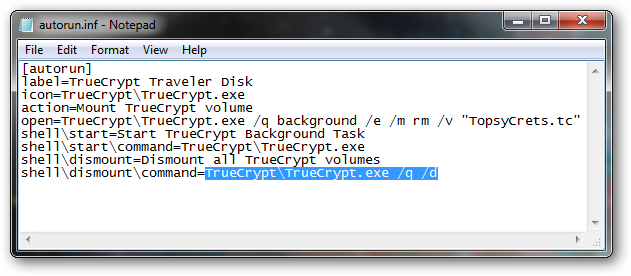 autorun.inf - Notepad
File Edit Format View Help
[autorun]
label=TrueCrypt Traveler Disk
icon=TrueCrypt\TrueCrypt.exe
action=Mount TrueCrypt volume
open=TrueCrypt\TrueCrypt.exe /q background /e /m rm /v "TopsyCrets.tc"
shell\start=Start TrueCrypt Background Task
shell\start\command=TrueCrypt\TrueCrypt.exe
shell\dismount=Dismount all TrueCrypt volumes
shell\dismount\command=TrueCrypt\TrueCrypt.exe /q /d